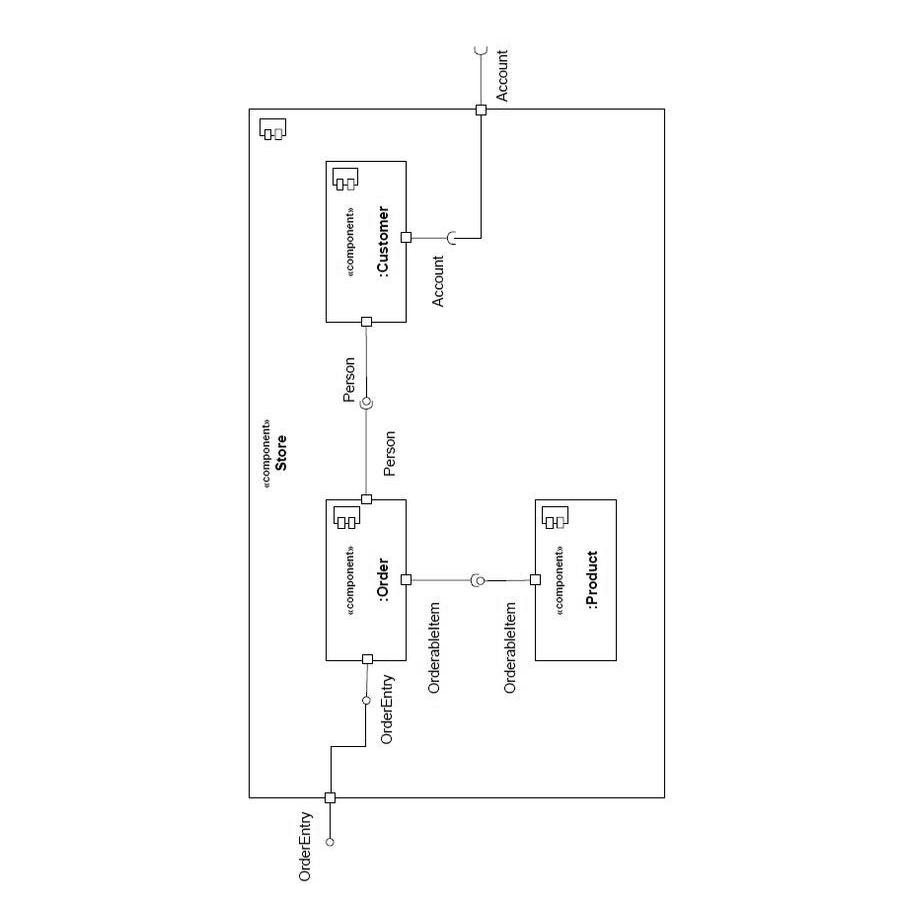 «component»
Store
OrderEntry
OrderEntry
«component»
:Order
Person
Person
«component»
:Customer
Account
Account
OrderableItem
OrderableItem
«component»
:Product